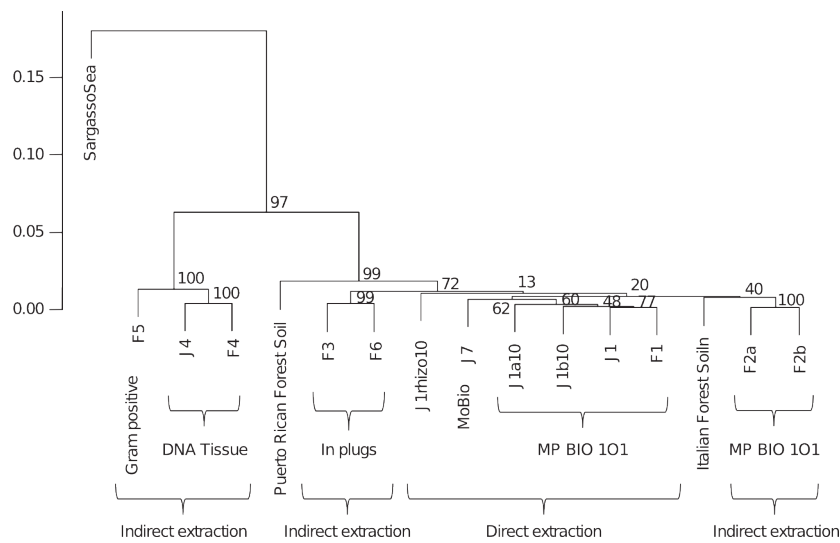 0.15
0.10
0.05
0.00
SargassoSea
97
100
100
99
99
72
13
20
62
60
48
77
40
100
F5
J 4
F4
Puerto Rican Forest Soil
F3
F6
J 1rhizo10
J 7
J 1a10
J 1b10
J 1
F1
Italian Forest Soiln
F2a
F2b
Gram positive
DNA Tissue
In plugs
MoBio
MP BIO 1O1
MP BIO 1O1
Indirect extraction
Indirect extraction
Direct extraction
Indirect extraction